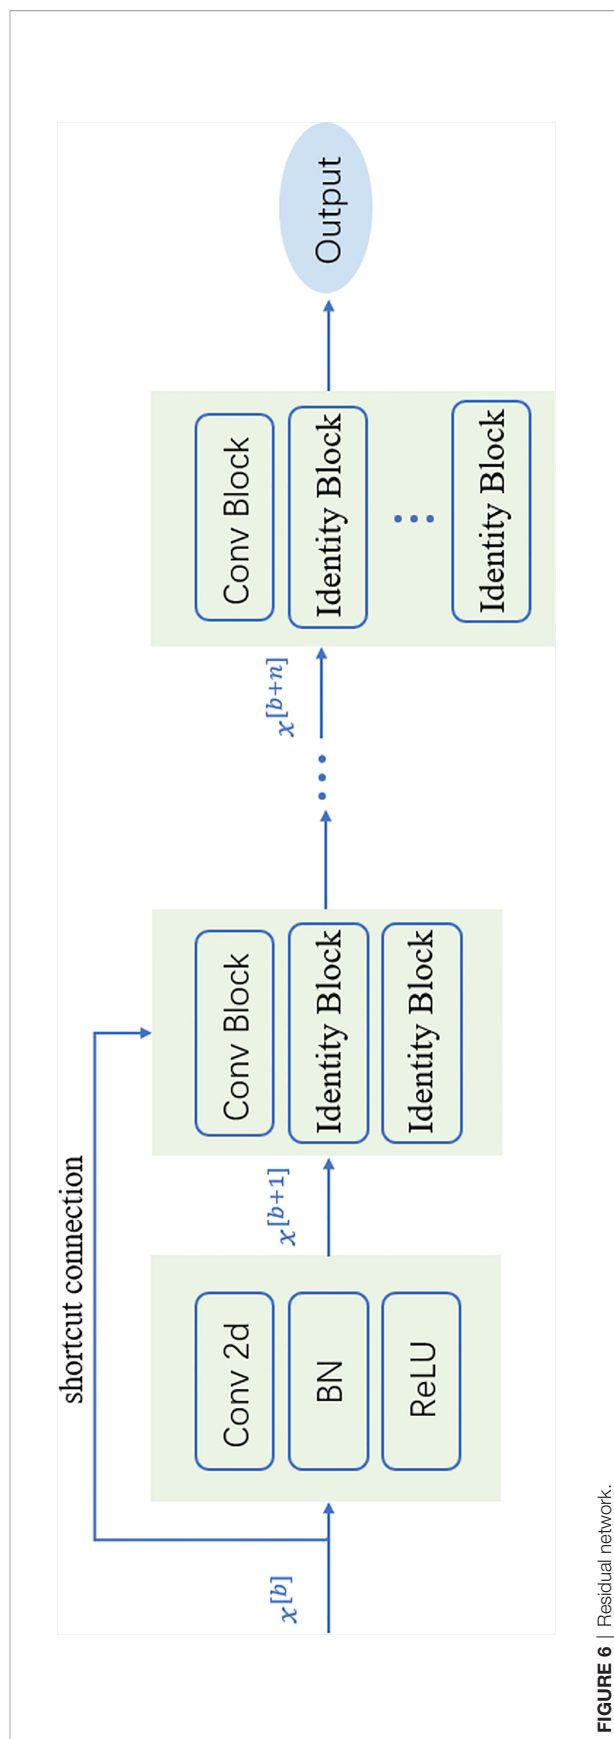 shortcut connection
x^[b]
Conv 2d
BN
ReLU
x^[b+1]
Conv Block
Identity Block
Identity Block
x^[b+n]
Conv Block
Identity Block
Identity Block
Output
FIGURE 6 | Residual network.